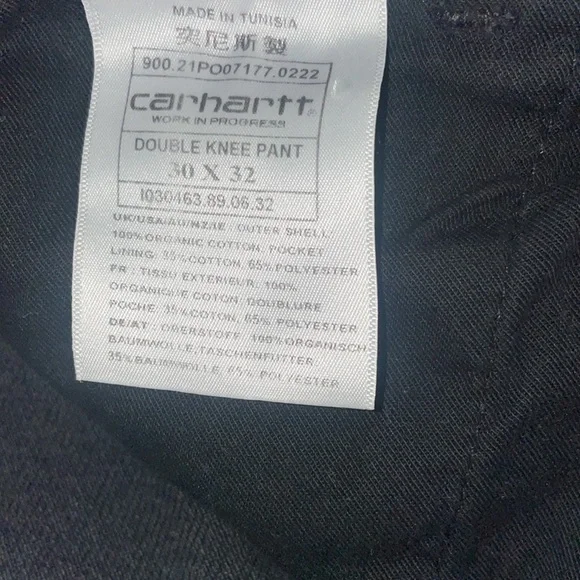 MADE IN TUNISIA
突尼斯製
900.21PO07177.0222
carhartt®
WORK IN PROGRESS
DOUBLE KNEE PANT
30 X 32
I030463.89.06.32
UK/USA/AU/NZ/IE: OUTER SHELL:
100%ORGANIC COTTON, POCKET
LINING: 35%COTTON, 65% POLYESTER
FR : TISSU EXTERIEUR, 100%
ORGANIQUE COTON, DOUBLURE
POCHE: 35%COTON, 65% POLYESTER
DE/AT : OBERSTOFF: 100%ORGANISCH
BAUMWOLLE,TASCHENFUTTER
35%BAUMWOLLE, 65% POLYESTER